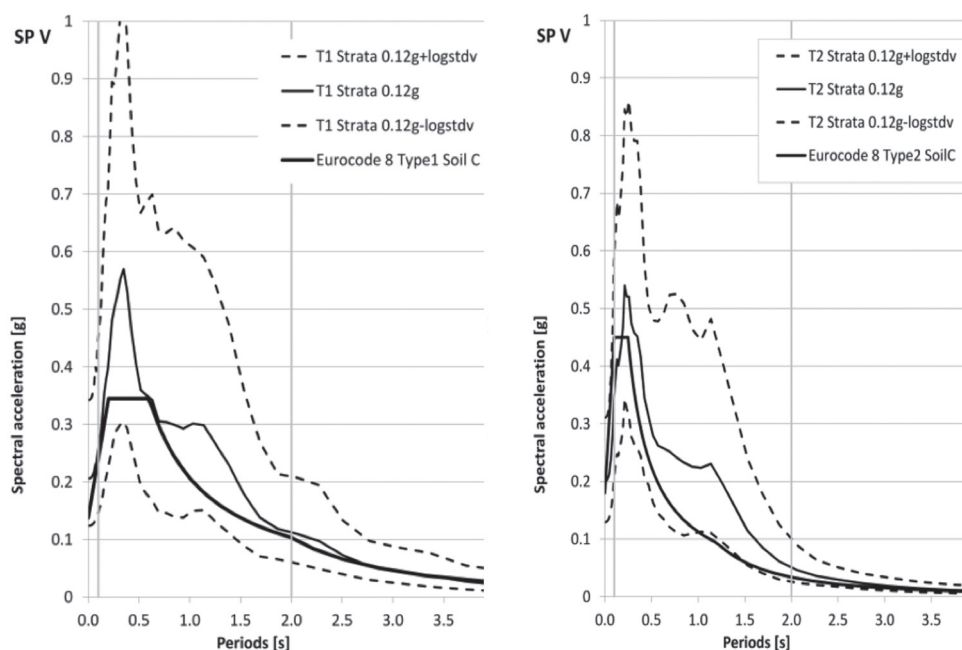 SP V
T1 Strata 0.12g+logstdv
T1 Strata 0.12g
T1 Strata 0.12g-logstdv
Eurocode 8 Type1 Soil C
Spectral acceleration [g]
1
0.9
0.8
0.7
0.6
0.5
0.4
0.3
0.2
0.1
0
0.0 0.5 1.0 1.5 2.0 2.5 3.0 3.5
Periods [s]
SP V
T2 Strata 0.12g+logstdv
T2 Strata 0.12g
T2 Strata 0.12g-logstdv
Eurocode 8 Type2 SoilC
Spectral acceleration [g]
1
0.9
0.8
0.7
0.6
0.5
0.4
0.3
0.2
0.1
0
0.0 0.5 1.0 1.5 2.0 2.5 3.0 3.5
Periods [s]